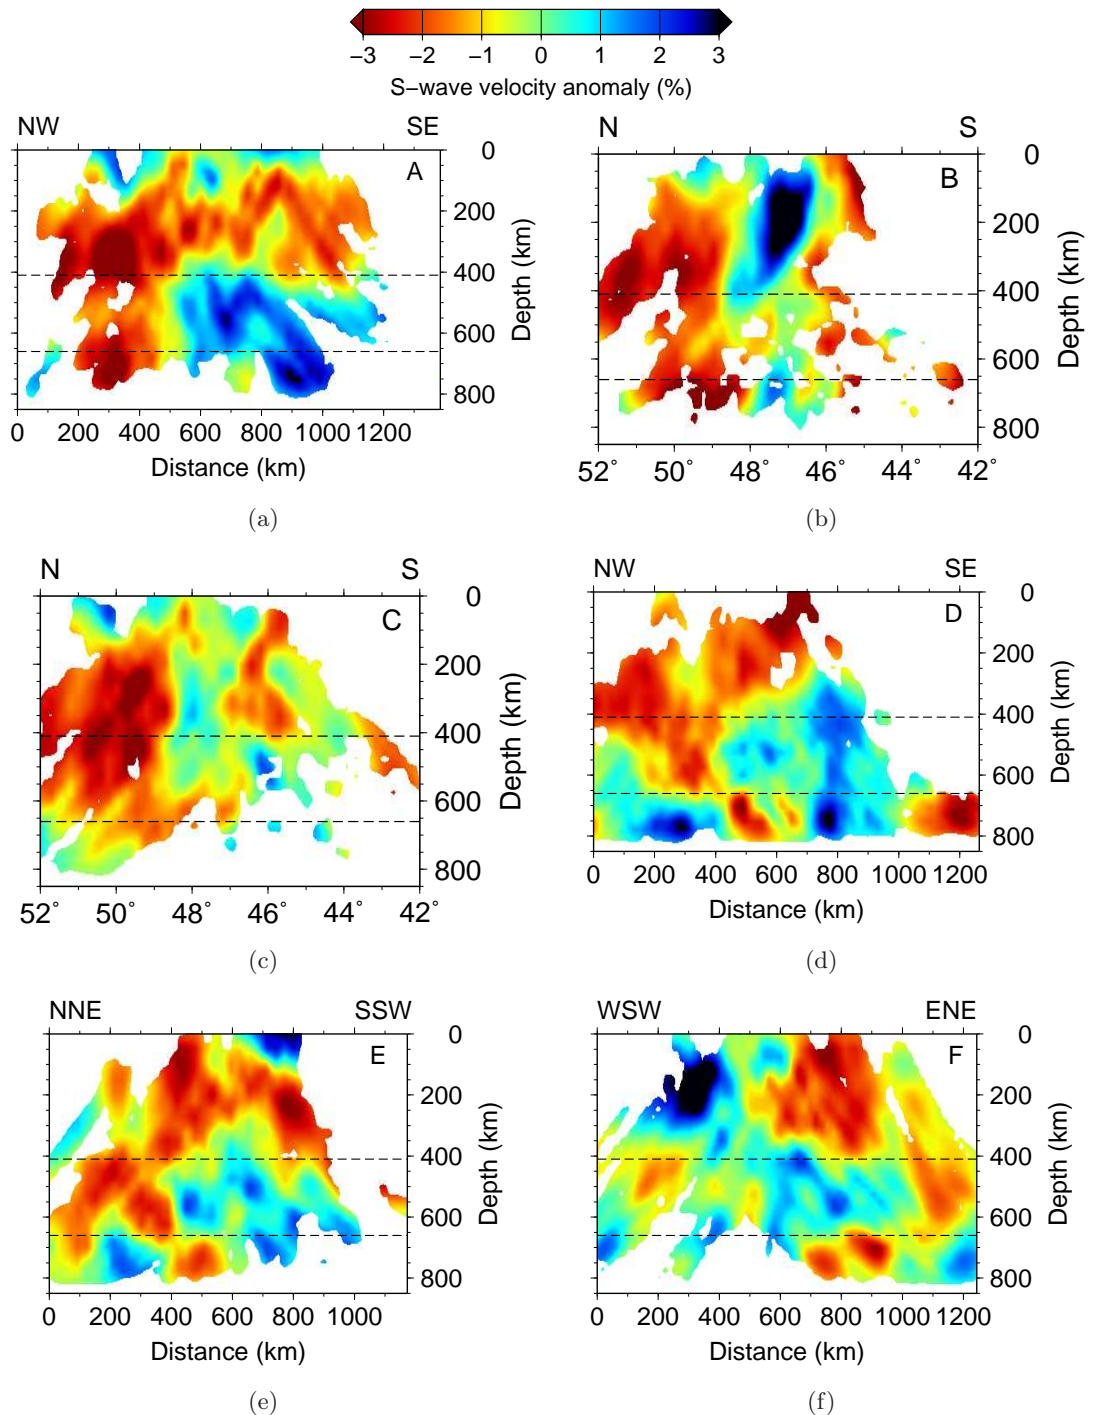 −3 −2 −1 0 1 2 3
S−wave velocity anomaly (%)
NW SE
A
0
200
400
600
800
Depth (km)
0 200 400 600 800 1000 1200
Distance (km)
(a)
N S
B
0
200
400
600
800
Depth (km)
52˚ 50˚ 48˚ 46˚ 44˚ 42˚
(b)
N S
C
0
200
400
600
800
Depth (km)
52˚ 50˚ 48˚ 46˚ 44˚ 42˚
(c)
NW SE
D
0
200
400
600
800
Depth (km)
0 200 400 600 800 1000 1200
Distance (km)
(d)
NNE SSW
E
0
200
400
600
800
Depth (km)
0 200 400 600 800 1000
Distance (km)
(e)
WSW ENE
F
0
200
400
600
800
Depth (km)
0 200 400 600 800 1000 1200
Distance (km)
(f)